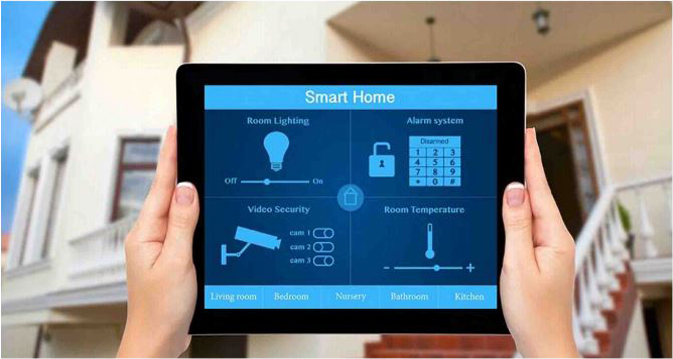 Smart Home
Room Lighting
Off
On
Alarm system
Disarmed
1 2 3
4 5 6
7 8 9
* 0 #
Video Security
cam 1
cam 2
cam 3
Room Temperature
- +
Living room Bedroom Nursery Bathroom Kitchen